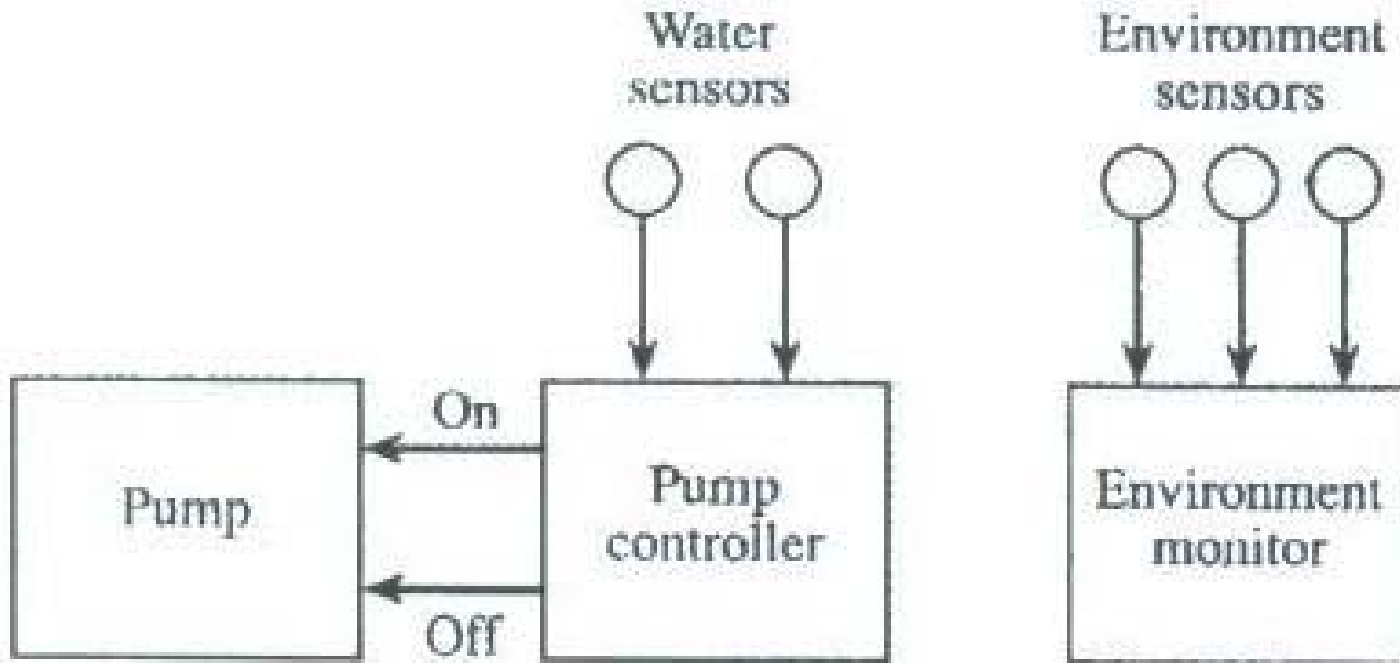 Water
sensors
Environment
sensors
On
Pump
Pump
controller
Off
Environment
monitor